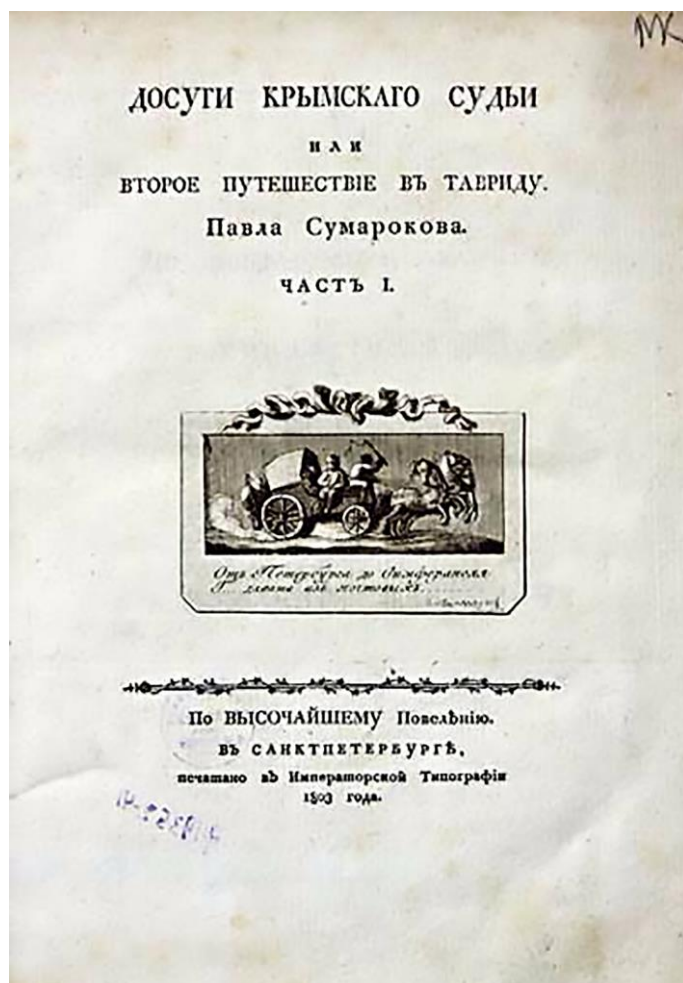 ДОСУГИ КРЫМСКАГО СУДЬИ
ИЛИ
ВТОРОЕ ПУТЕШЕСТВІЕ ВЪ ТАВРИДУ.
Павла Сумарокова.
ЧАСТЬ I.
Отъ Петербурга до Симферополя
По ВЫСОЧАЙШЕМУ Повелѣнію.
ВЪ САНКТПЕТЕРБУРГѢ,
печатано въ Императорской Типографіи
1803 года.